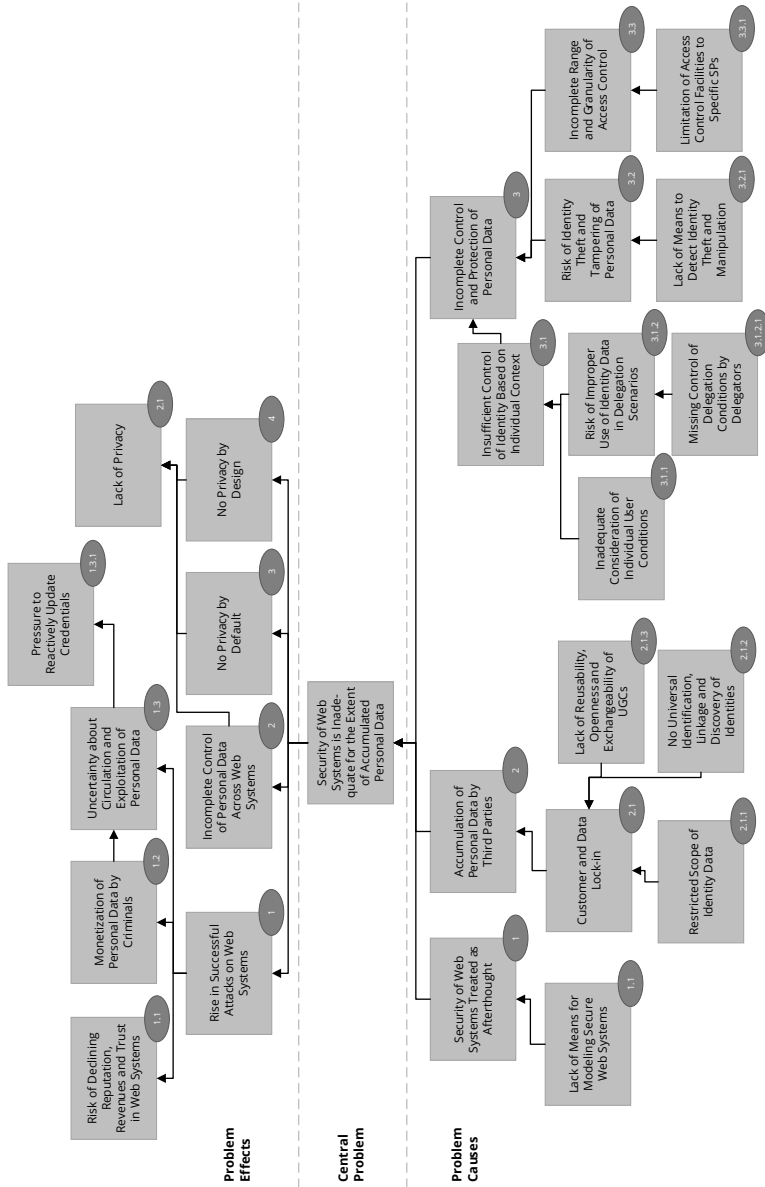 Problem
Effects
Risk of Declining
Reputation,
Revenues and Trust
in Web Systems
1.1
Monetization of
Personal Data by
Criminals
1.2
Uncertainty about
Circulation and
Exploitation of
Personal Data
1.3
Pressure to
Reactively Update
Credentials
1.3.1
Lack of Privacy
2.1
Rise in Successful
Attacks on Web
Systems
1
Incomplete Control
of Personal Data
Across Web
Systems
2
No Privacy by
Default
3
No Privacy by
Design
4
Central
Problem
Security of Web
Systems is Inade-
quate for the Extent
of Accumulated
Personal Data
Problem
Causes
Security of Web
Systems Treated as
Afterthought
1
Accumulation of
Personal Data by
Third Parties
2
Incomplete Control
and Protection of
Personal Data
3
Lack of Means for
Modeling Secure
Web Systems
1.1
Customer and Data
Lock-in
2.1
Restricted Scope of
Identity Data
2.1.1
Lack of Reusability,
Openness and
Exchangeability of
UGCs
2.1.3
No Universal
Identification,
Linkage and
Discovery of
Identities
2.1.2
Insufficient Control
of Identity Based on
Individual Context
3.1
Inadequate
Consideration of
Individual User
Conditions
3.1.1
Risk of Improper
Use of Identity Data
in Delegation
Scenarios
3.1.2
Missing Control of
Delegation
Conditions by
Delegators
3.1.2.1
Risk of Identity
Theft and
Tampering of
Personal Data
3.2
Lack of Means to
Detect Identity
Theft and
Manipulation
3.2.1
Incomplete Range
and Granularity of
Access Control
3.3
Limitation of Access
Control Facilities to
Specific SPs
3.3.1